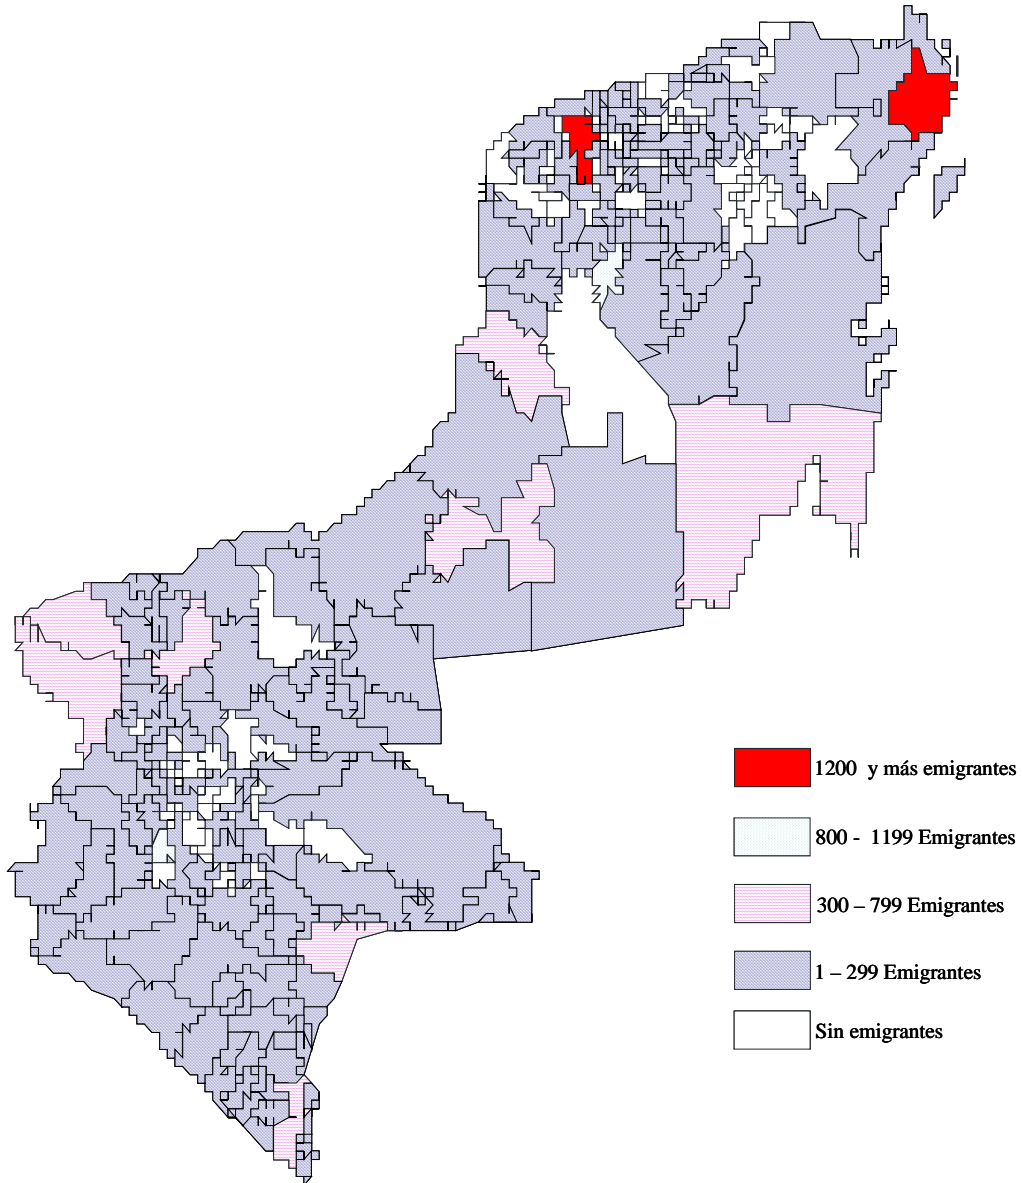 1200 y más emigrantes
800 - 1199 Emigrantes
300 – 799 Emigrantes
1 – 299 Emigrantes
Sin emigrantes